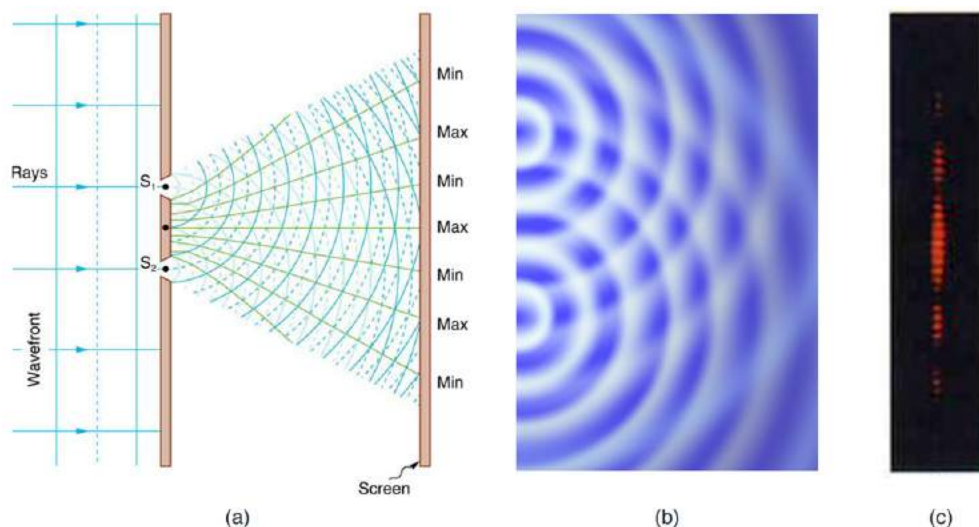 Min
Max
Rays
S₁
Min
Max
S₂
Min
Max
Wavefront
Min
Screen
(a)
(b)
(c)